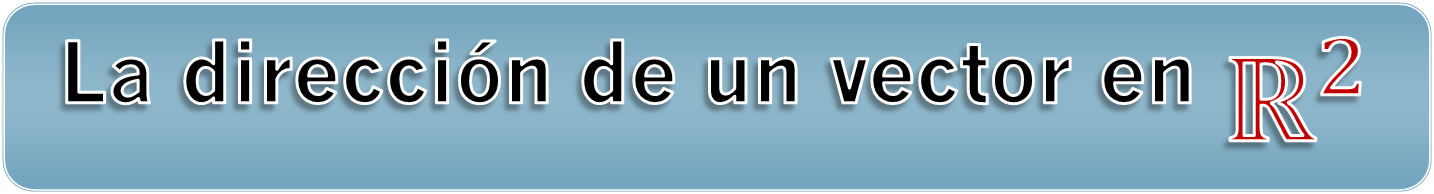 La dirección de un vector en ℝ²